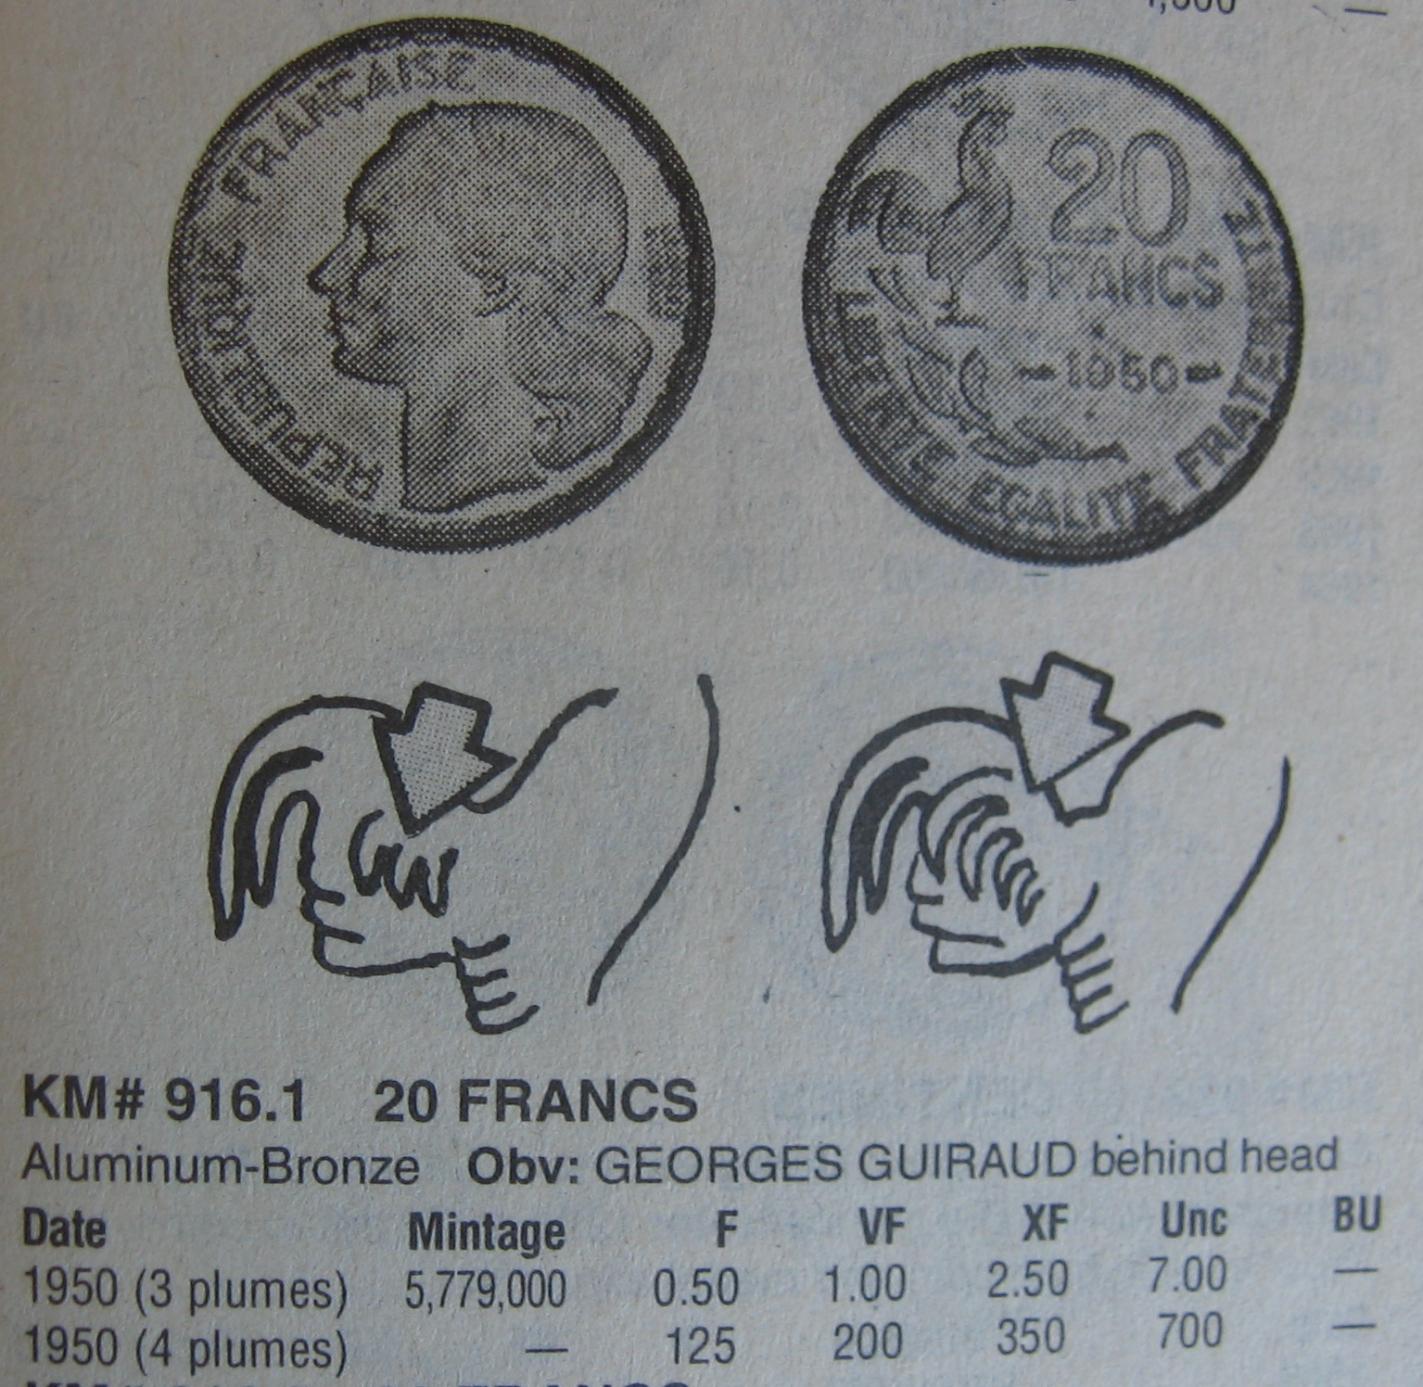 RÉPUBLIQUE FRANÇAISE
20
FRANCS
-1950-
LIBERTE EGALITE FRATERNITE
KM# 916.1 20 FRANCS
Aluminum-Bronze Obv: GEORGES GUIRAUD behind head
Date Mintage F VF XF Unc BU
1950 (3 plumes) 5,779,000 0.50 1.00 2.50 7.00 —
1950 (4 plumes) — 125 200 350 700 —